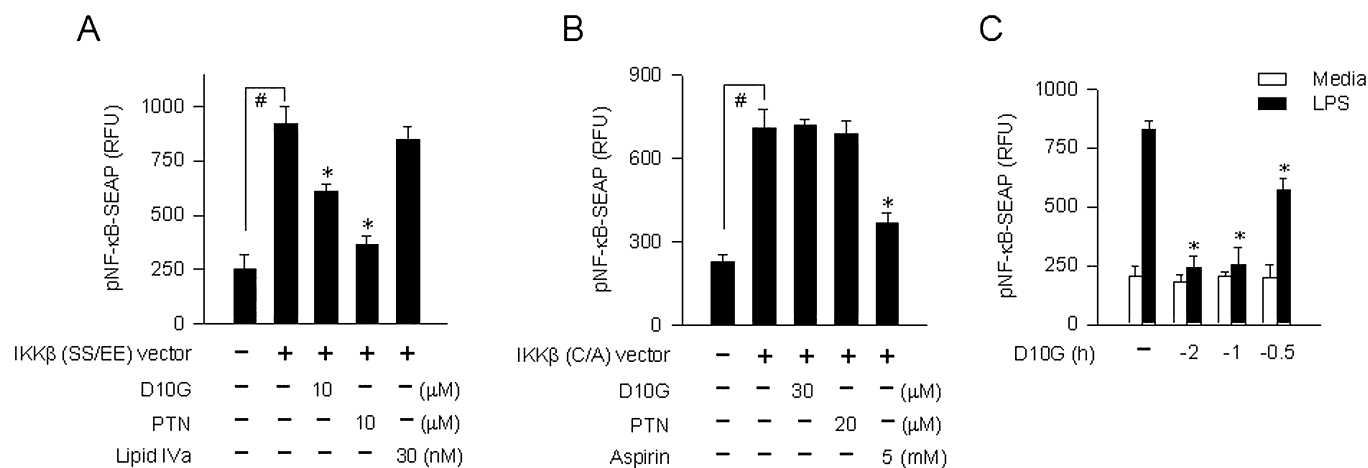 A
pNF-κB-SEAP (RFU)
1000
750
500
250
0
#
*
*
IKKβ (SS/EE) vector − + + + +
D10G − − 10 − − (μM)
PTN − − − 10 − (μM)
Lipid IVa − − − − 30 (nM)
B
pNF-κB-SEAP (RFU)
900
600
300
0
#
*
IKKβ (C/A) vector − + + + +
D10G − − 30 − − (μM)
PTN − − − 20 − (μM)
Aspirin − − − − 5 (mM)
C
Media
LPS
pNF-κB-SEAP (RFU)
1000
750
500
250
0
*
*
*
D10G (h) − -2 -1 -0.5